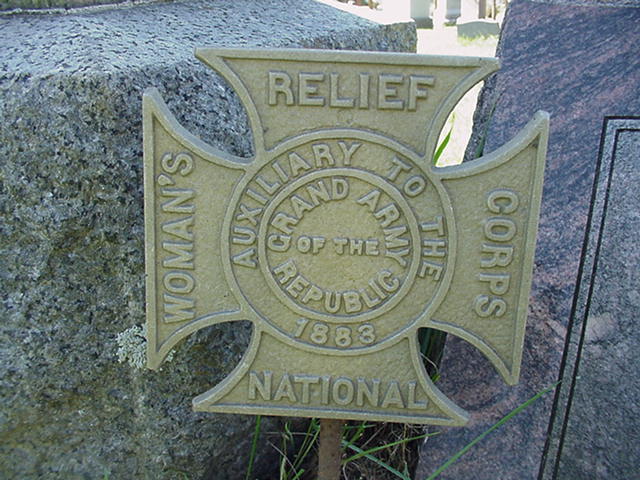 WOMAN'S
RELIEF
CORPS
NATIONAL
AUXILIARY TO THE
GRAND ARMY
OF THE
REPUBLIC
1883